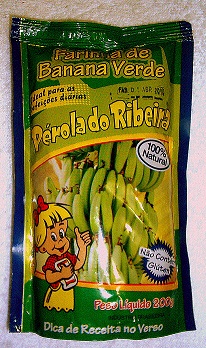 Farinha de
Banana Verde
Ideal para as
refeições diárias
Pérola do Ribeira
100%
Natural
Não Contém
Glúten
Peso Líquido 200g
Dica de Receita no Verso